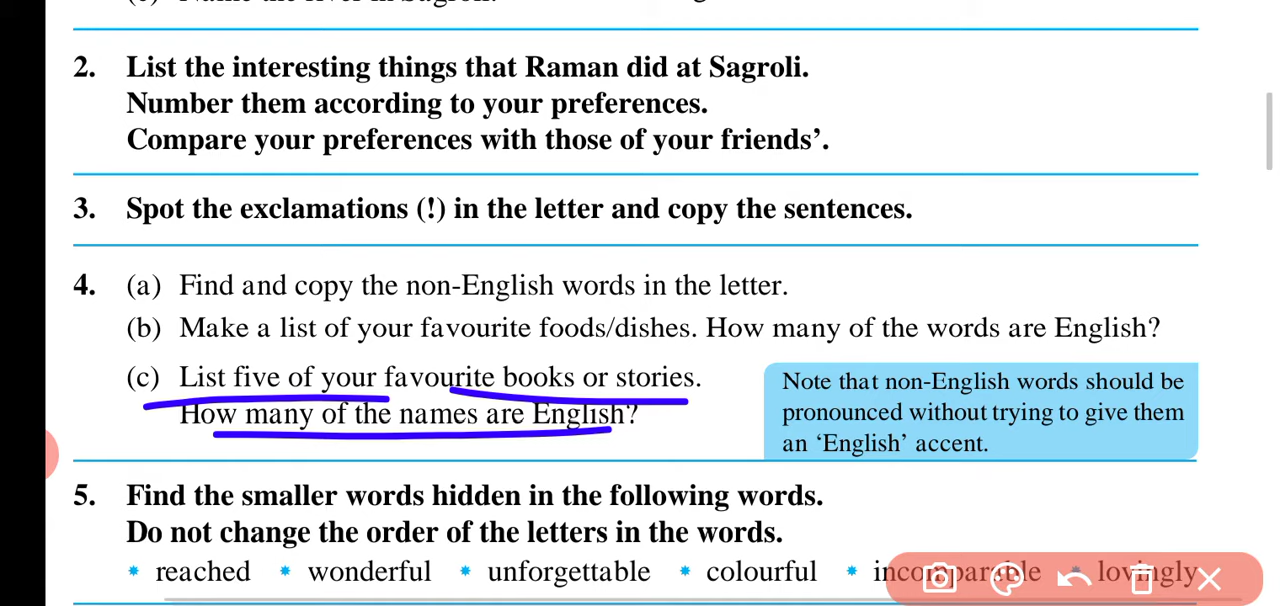 2. List the interesting things that Raman did at Sagroli.
Number them according to your preferences.
Compare your preferences with those of your friends’.
3. Spot the exclamations (!) in the letter and copy the sentences.
4. (a) Find and copy the non-English words in the letter.
(b) Make a list of your favourite foods/dishes. How many of the words are English?
(c) List five of your favourite books or stories.
How many of the names are English?
Note that non-English words should be
pronounced without trying to give them
an ‘English’ accent.
5. Find the smaller words hidden in the following words.
Do not change the order of the letters in the words.
* reached * wonderful * unforgettable * colourful * incomparable * lovingly